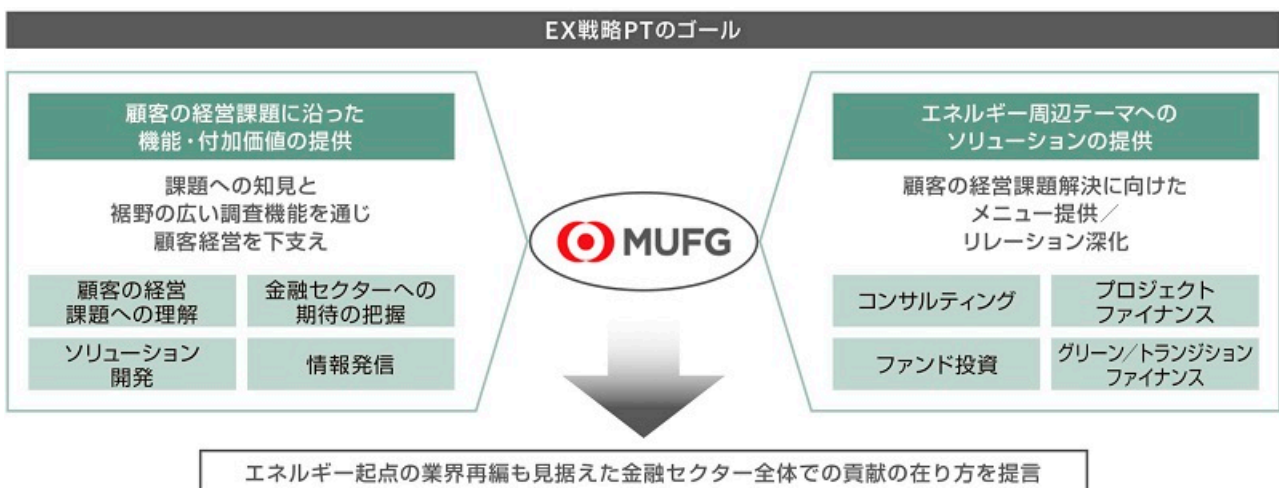 EX戦略PTのゴール
顧客の経営課題に沿った
機能・付加価値の提供
課題への知見と
裾野の広い調査機能を通じ
顧客経営を下支え
顧客の経営
課題への理解
金融セクターへの
期待の把握
ソリューション
開発
情報発信
MUFG
エネルギー周辺テーマへの
ソリューションの提供
顧客の経営課題解決に向けた
メニュー提供／
リレーション深化
コンサルティング
プロジェクト
ファイナンス
ファンド投資
グリーン／トランジション
ファイナンス
エネルギー起点の業界再編も見据えた金融セクター全体での貢献の在り方を提言